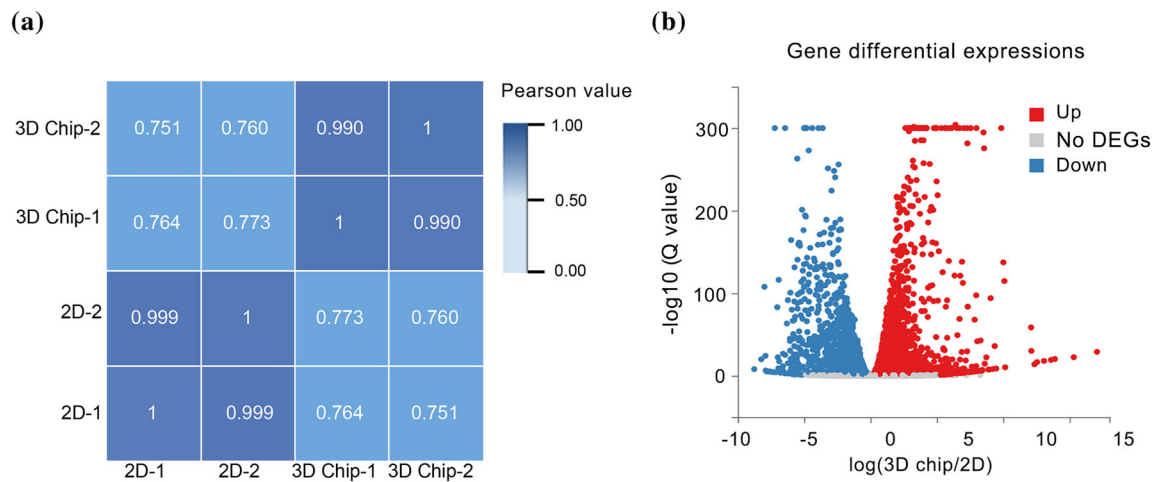 (a)
Pearson value
1.00
0.50
0.00
3D Chip-2 0.751 0.760 0.990 1
3D Chip-1 0.764 0.773 1 0.990
2D-2 0.999 1 0.773 0.760
2D-1 1 0.999 0.764 0.751
2D-1 2D-2 3D Chip-1 3D Chip-2
(b)
Gene differential expressions
Up
No DEGs
Down
-log10 (Q value)
300
200
100
0
-10 -5 0 5 10 15
log(3D chip/2D)